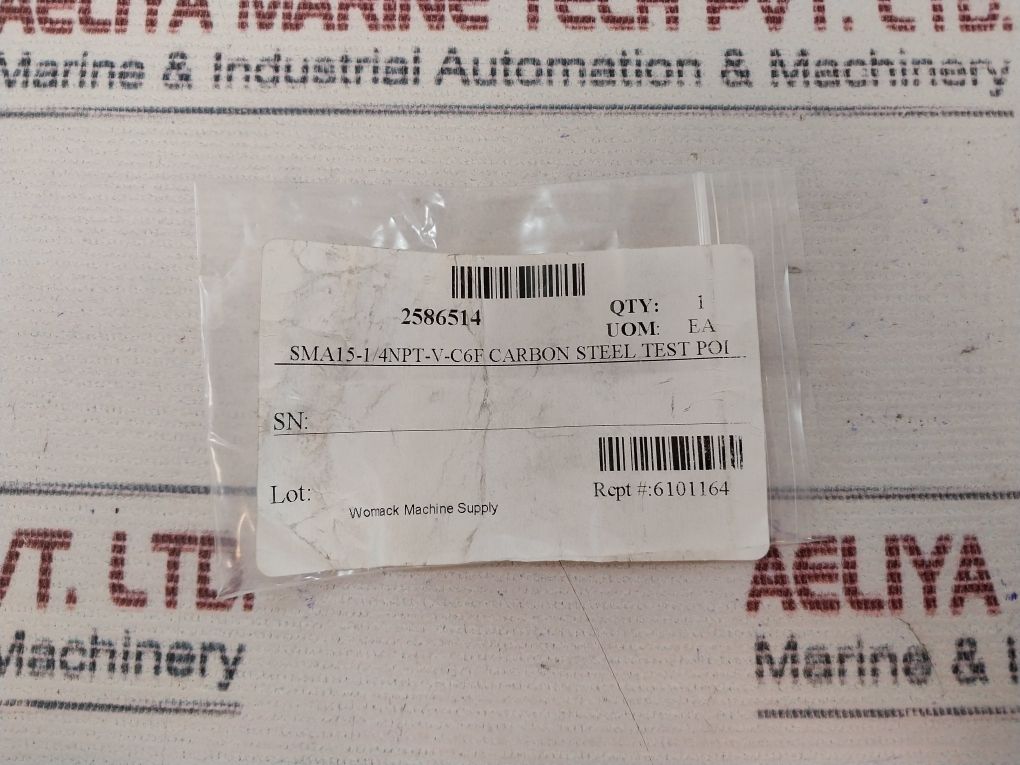 AELIYA MARINE TECH PVT. LTD.
Marine & Industrial Automation & Machinery
2586514
QTY: 1
UOM: EA
SMA15-1/4NPT-V-C6F CARBON STEEL TEST POI
SN:
Lot:
Rcpt #:6101164
Womack Machine Supply
VT. LTD.
Machinery
AELIYA
Marine & I